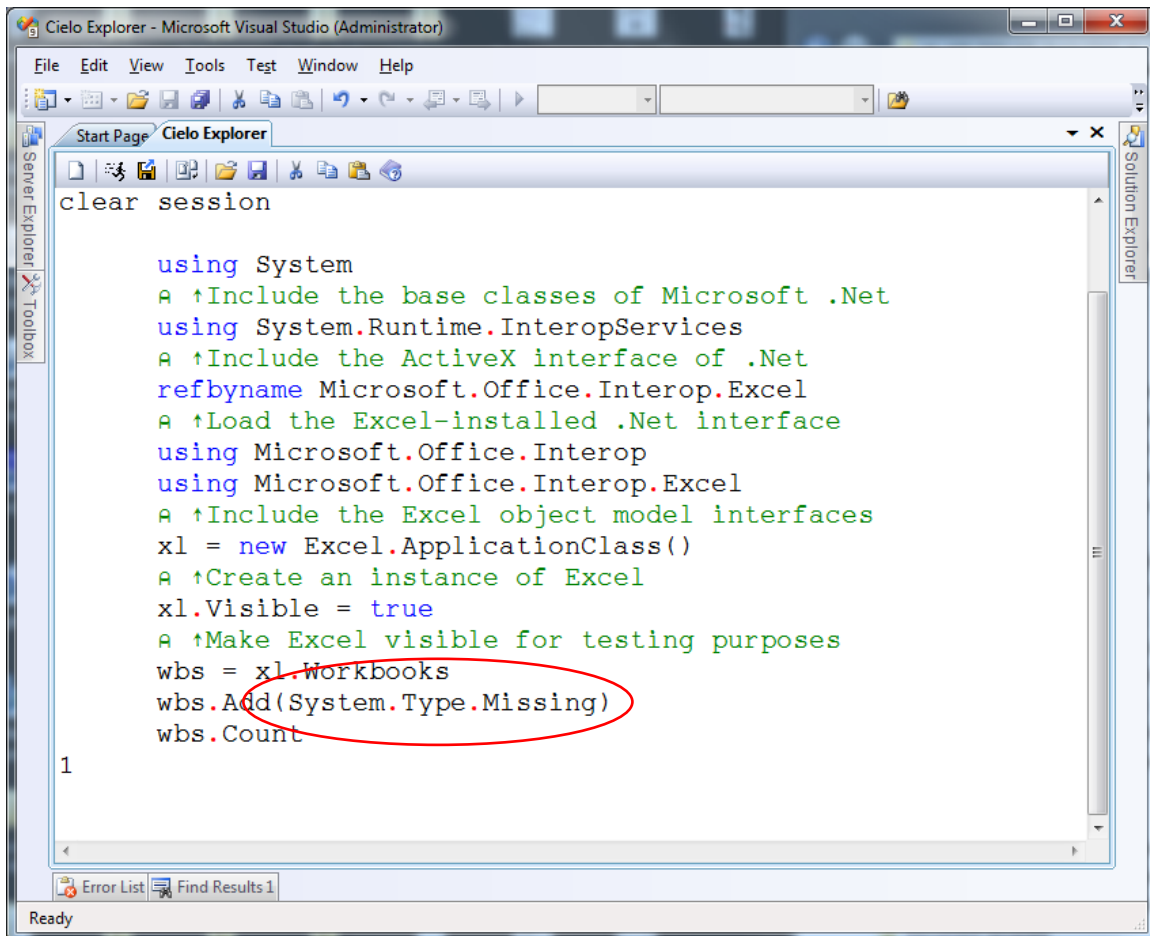 Cielo Explorer - Microsoft Visual Studio (Administrator)
File Edit View Tools Test Window Help
Start Page Cielo Explorer
Server Explorer
Toolbox
Solution Explorer
clear session
using System
⍝ ↑Include the base classes of Microsoft .Net
using System.Runtime.InteropServices
⍝ ↑Include the ActiveX interface of .Net
refbyname Microsoft.Office.Interop.Excel
⍝ ↑Load the Excel-installed .Net interface
using Microsoft.Office.Interop
using Microsoft.Office.Interop.Excel
⍝ ↑Include the Excel object model interfaces
xl = new Excel.ApplicationClass()
⍝ ↑Create an instance of Excel
xl.Visible = true
⍝ ↑Make Excel visible for testing purposes
wbs = xl.Workbooks
wbs.Add(System.Type.Missing)
wbs.Count
1
Error List Find Results 1
Ready